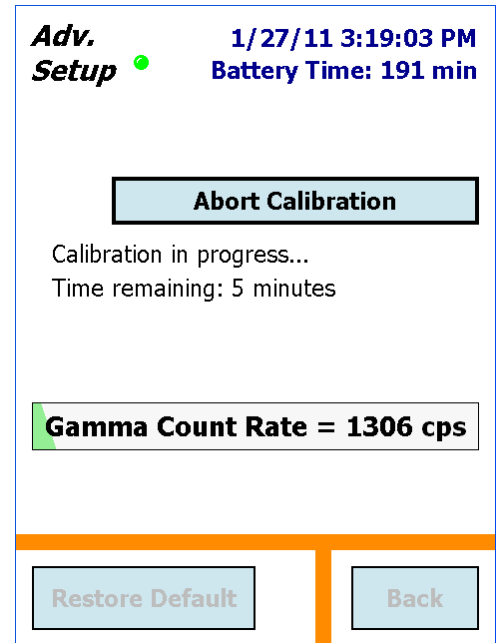 Adv.
Setup
1/27/11 3:19:03 PM
Battery Time: 191 min
Abort Calibration
Calibration in progress...
Time remaining: 5 minutes
Gamma Count Rate = 1306 cps
Restore Default
Back